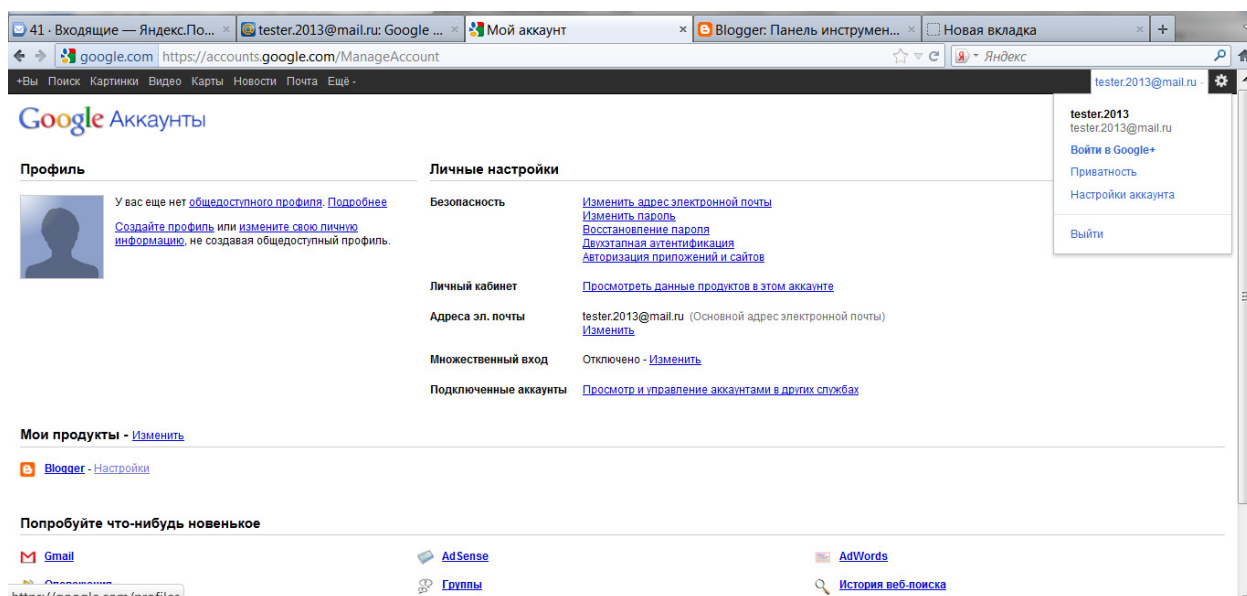 41 · Входящие — Яндекс.По...
tester.2013@mail.ru: Google ...
Мой аккаунт
Blogger: Панель инструмен...
Новая вкладка
google.com https://accounts.google.com/ManageAccount
Яндекс
+Вы Поиск Картинки Видео Карты Новости Почта Ещё
tester.2013@mail.ru
Google Аккаунты
tester.2013
tester.2013@mail.ru
Войти в Google+
Приватность
Настройки аккаунта
Выйти
Профиль
У вас еще нет общедоступного профиля. Подробнее
Создайте профиль или измените свою личную
информацию, не создавая общедоступный профиль.
Личные настройки
Безопасность
Изменить адрес электронной почты
Изменить пароль
Восстановление пароля
Двухэтапная аутентификация
Авторизация приложений и сайтов
Личный кабинет
Просмотреть данные продуктов в этом аккаунте
Адреса эл. почты
tester.2013@mail.ru (Основной адрес электронной почты)
Изменить
Множественный вход
Отключено - Изменить
Подключенные аккаунты
Просмотр и управление аккаунтами в других службах
Мои продукты - Изменить
Blogger - Настройки
Попробуйте что-нибудь новенькое
Gmail
AdSense
AdWords
Группы
История веб-поиска